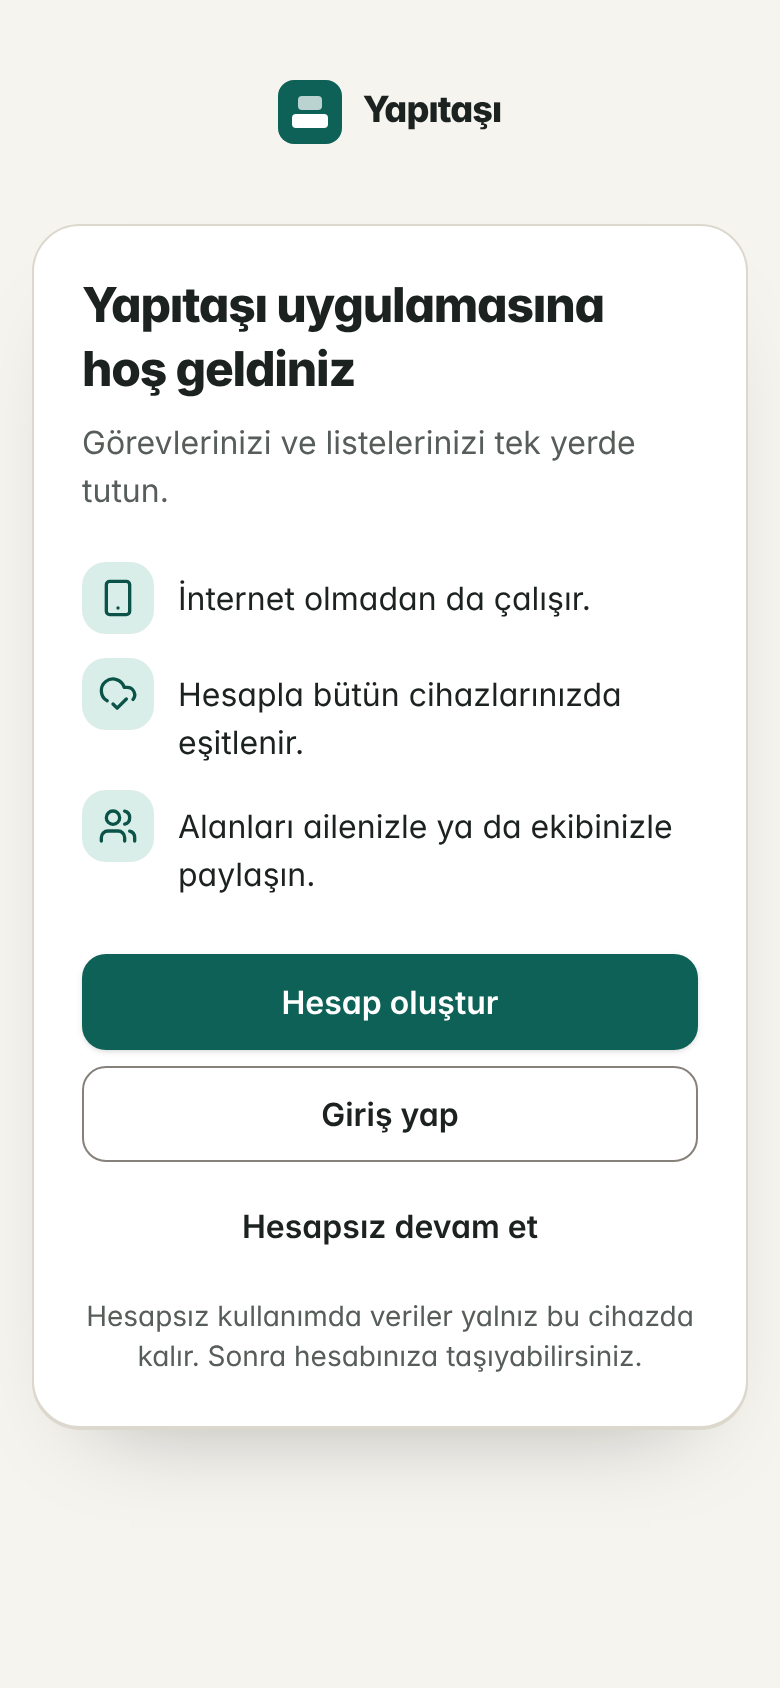 Yapıtaşı
Yapıtaşı uygulamasına
hoş geldiniz
Görevlerinizi ve listelerinizi tek yerde
tutun.
İnternet olmadan da çalışır.
Hesapla bütün cihazlarınızda
eşitlenir.
Alanları ailenizle ya da ekibinizle
paylaşın.
Hesap oluştur
Giriş yap
Hesapsız devam et
Hesapsız kullanımda veriler yalnız bu cihazda
kalır. Sonra hesabınıza taşıyabilirsiniz.